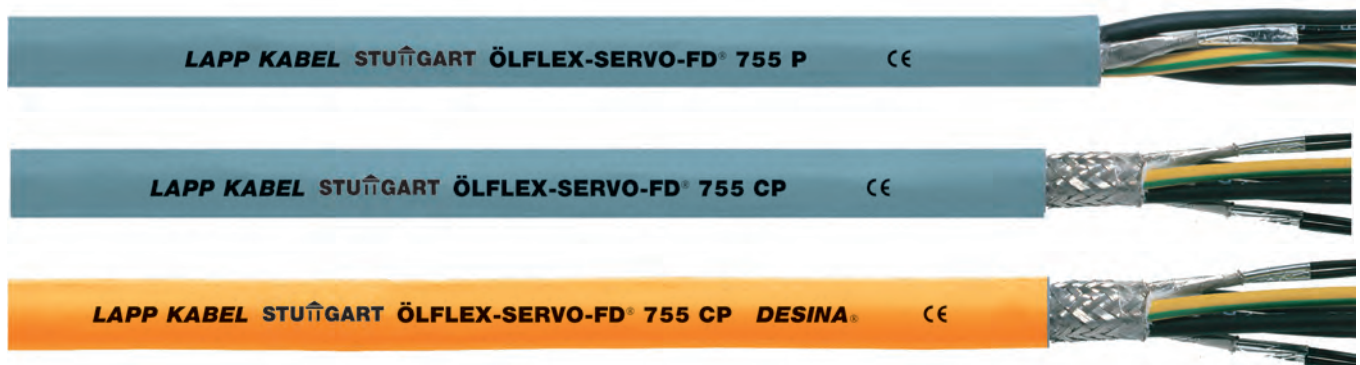 LAPP KABEL STUTTGART ÖLFLEX-SERVO-FD® 755 P CE
LAPP KABEL STUTTGART ÖLFLEX-SERVO-FD® 755 CP CE
LAPP KABEL STUTTGART ÖLFLEX-SERVO-FD® 755 CP DESINA® CE